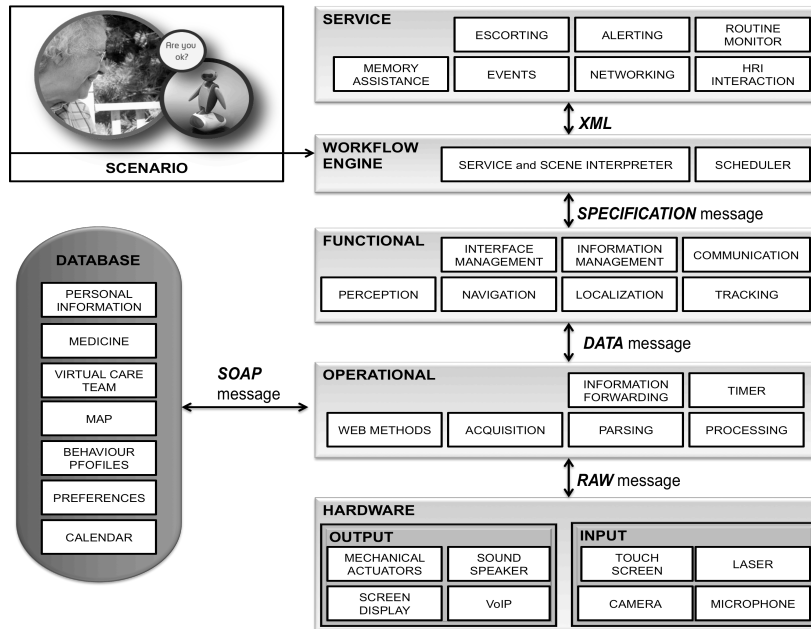 Are you
ok?
SCENARIO
SERVICE
ESCORTING
ALERTING
ROUTINE
MONITOR
MEMORY
ASSISTANCE
EVENTS
NETWORKING
HRI
INTERACTION
XML
WORKFLOW
ENGINE
SERVICE and SCENE INTERPRETER
SCHEDULER
SPECIFICATION message
FUNCTIONAL
INTERFACE
MANAGEMENT
INFORMATION
MANAGEMENT
COMMUNICATION
PERCEPTION
NAVIGATION
LOCALIZATION
TRACKING
DATA message
DATABASE
PERSONAL
INFORMATION
MEDICINE
VIRTUAL CARE
TEAM
MAP
BEHAVIOUR
PFOFILES
PREFERENCES
CALENDAR
SOAP
message
OPERATIONAL
INFORMATION
FORWARDING
TIMER
WEB METHODS
ACQUISITION
PARSING
PROCESSING
RAW message
HARDWARE
OUTPUT
MECHANICAL
ACTUATORS
SOUND
SPEAKER
SCREEN
DISPLAY
VoIP
INPUT
TOUCH
SCREEN
LASER
CAMERA
MICROPHONE